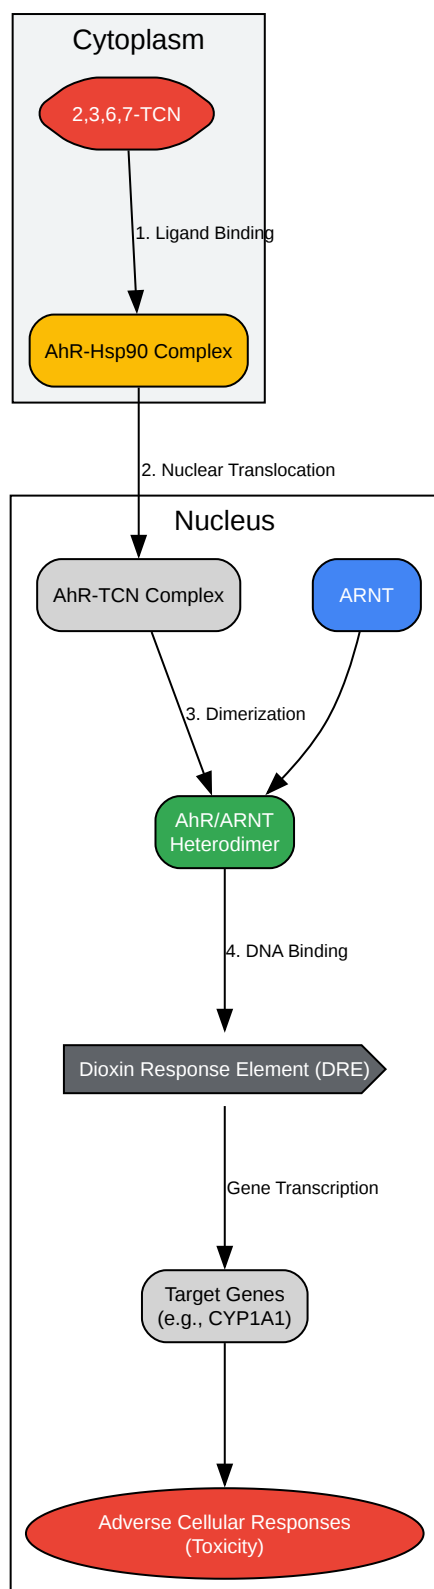 Cytoplasm
2,3,6,7-TCN
1. Ligand Binding
AhR-Hsp90 Complex
2. Nuclear Translocation
Nucleus
AhR-TCN Complex
ARNT
3. Dimerization
AhR/ARNT
Heterodimer
4. DNA Binding
Dioxin Response Element (DRE)
Gene Transcription
Target Genes
(e.g., CYP1A1)
Adverse Cellular Responses
(Toxicity)